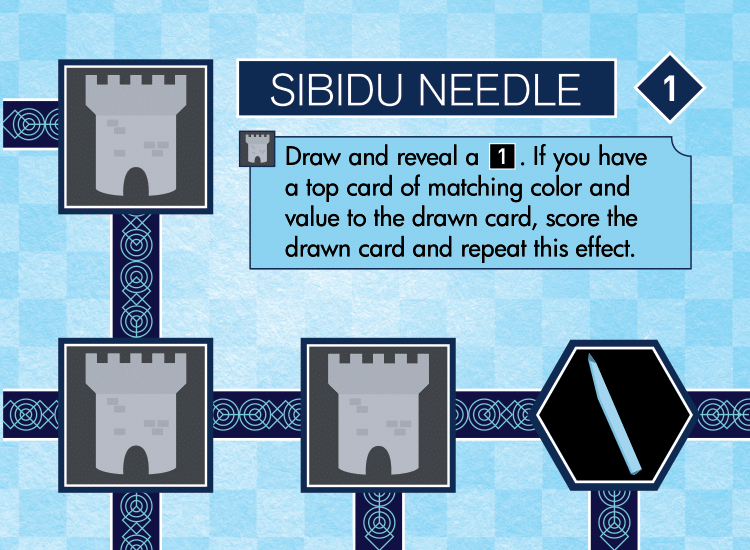 SIBIDU NEEDLE
1
Draw and reveal a 1. If you have
a top card of matching color and
value to the drawn card, score the
drawn card and repeat this effect.